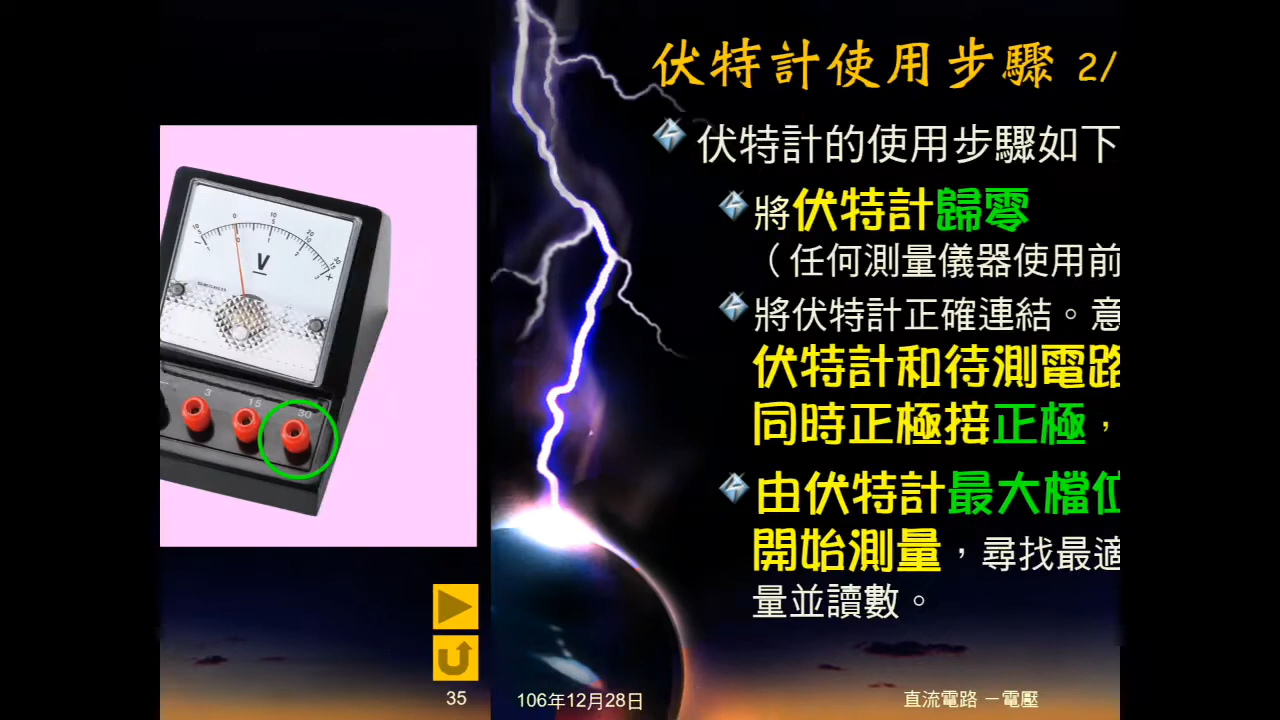 伏特計使用步驟 2/
伏特計的使用步驟如下
將伏特計歸零
（任何測量儀器使用前
將伏特計正確連結。意
伏特計和待測電路
同時正極接正極，
由伏特計最大檔位
開始測量，尋找最適
量並讀數。
V
3
15
30
35
106年12月28日
直流電路 －電壓